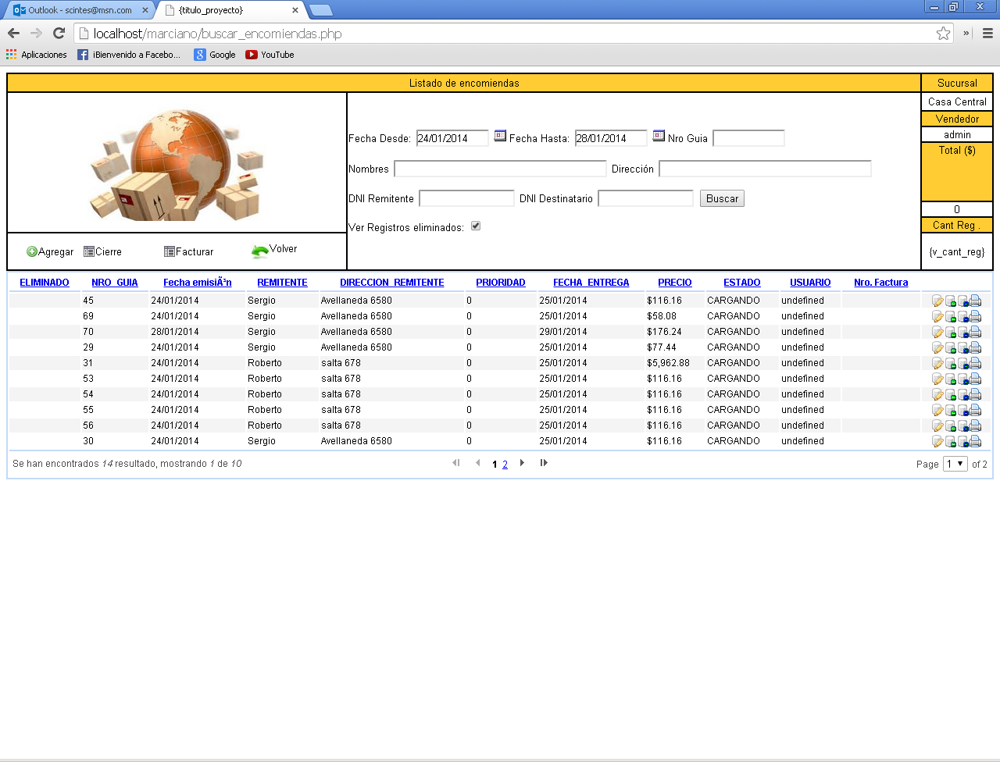 Outlook - scintes@msn.com
{titulo_proyecto}
localhost/marciano/buscar_encomiendas.php
Aplicaciones ¡Bienvenido a Facebo... Google YouTube
Listado de encomiendas
Sucursal
Casa Central
Vendedor
admin
Total ($)
0
Cant Reg .
{v_cant_reg}
Fecha Desde: 24/01/2014 Fecha Hasta: 28/01/2014 Nro Guia
Nombres Dirección
DNI Remitente DNI Destinatario Buscar
Ver Registros eliminados:
Agregar Cierre Facturar Volver
ELIMINADO NRO_GUIA Fecha emisiÃ³n REMITENTE DIRECCION_REMITENTE PRIORIDAD FECHA_ENTREGA PRECIO ESTADO USUARIO Nro. Factura
45 24/01/2014 Sergio Avellaneda 6580 0 25/01/2014 $116.16 CARGANDO undefined
69 24/01/2014 Sergio Avellaneda 6580 0 25/01/2014 $58.08 CARGANDO undefined
70 28/01/2014 Sergio Avellaneda 6580 0 29/01/2014 $176.24 CARGANDO undefined
29 24/01/2014 Sergio Avellaneda 6580 0 25/01/2014 $77.44 CARGANDO undefined
31 24/01/2014 Roberto salta 678 0 25/01/2014 $5,962.88 CARGANDO undefined
53 24/01/2014 Roberto salta 678 0 25/01/2014 $116.16 CARGANDO undefined
54 24/01/2014 Roberto salta 678 0 25/01/2014 $116.16 CARGANDO undefined
55 24/01/2014 Roberto salta 678 0 25/01/2014 $116.16 CARGANDO undefined
56 24/01/2014 Roberto salta 678 0 25/01/2014 $116.16 CARGANDO undefined
30 24/01/2014 Sergio Avellaneda 6580 0 25/01/2014 $116.16 CARGANDO undefined
Se han encontrados 14 resultado, mostrando 1 de 10 1 2 Page 1 of 2